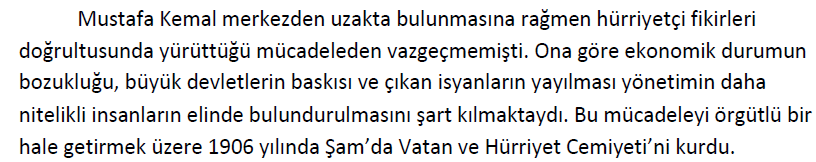 Mustafa Kemal merkezden uzakta bulunmasına rağmen hürriyetçi fikirleri
doğrultusunda yürüttüğü mücadeleden vazgeçmemişti. Ona göre ekonomik durumun
bozukluğu, büyük devletlerin baskısı ve çıkan isyanların yayılması yönetimin daha
nitelikli insanların elinde bulundurulmasını şart kılmaktaydı. Bu mücadeleyi örgütlü bir
hale getirmek üzere 1906 yılında Şam’da Vatan ve Hürriyet Cemiyeti’ni kurdu.